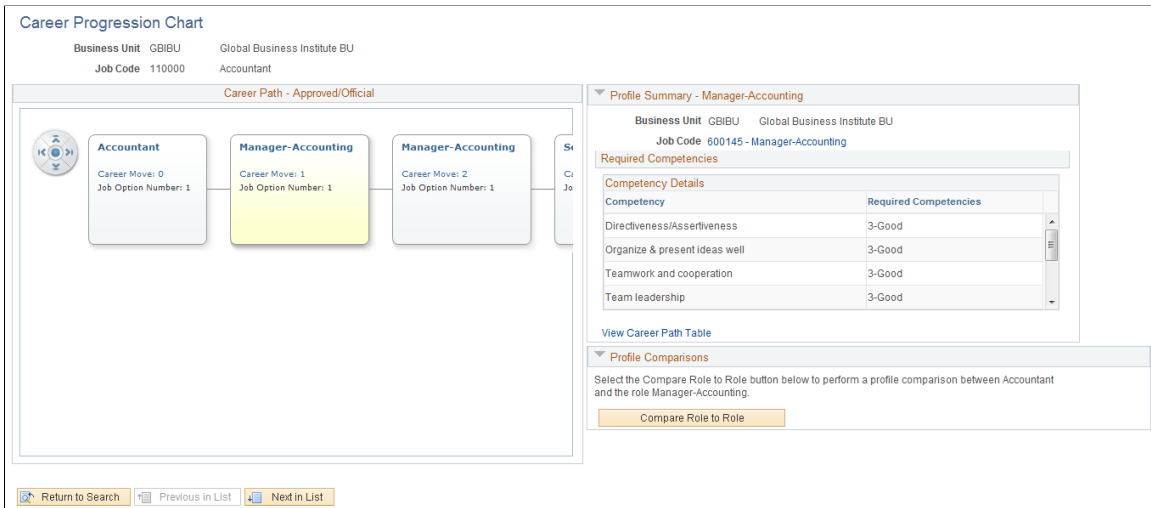 Career Progression Chart
Business Unit GBIBU Global Business Institute BU
Job Code 110000 Accountant
Career Path - Approved/Official
Accountant
Career Move: 0
Job Option Number: 1
Manager-Accounting
Career Move: 1
Job Option Number: 1
Manager-Accounting
Career Move: 2
Job Option Number: 1
Profile Summary - Manager-Accounting
Business Unit GBIBU Global Business Institute BU
Job Code 600145 - Manager-Accounting
Required Competencies
Competency Details
Competency Required Competencies
Directiveness/Assertiveness 3-Good
Organize & present ideas well 3-Good
Teamwork and cooperation 3-Good
Team leadership 3-Good
View Career Path Table
Profile Comparisons
Select the Compare Role to Role button below to perform a profile comparison between Accountant
and the role Manager-Accounting.
Compare Role to Role
Return to Search Previous in List Next in List